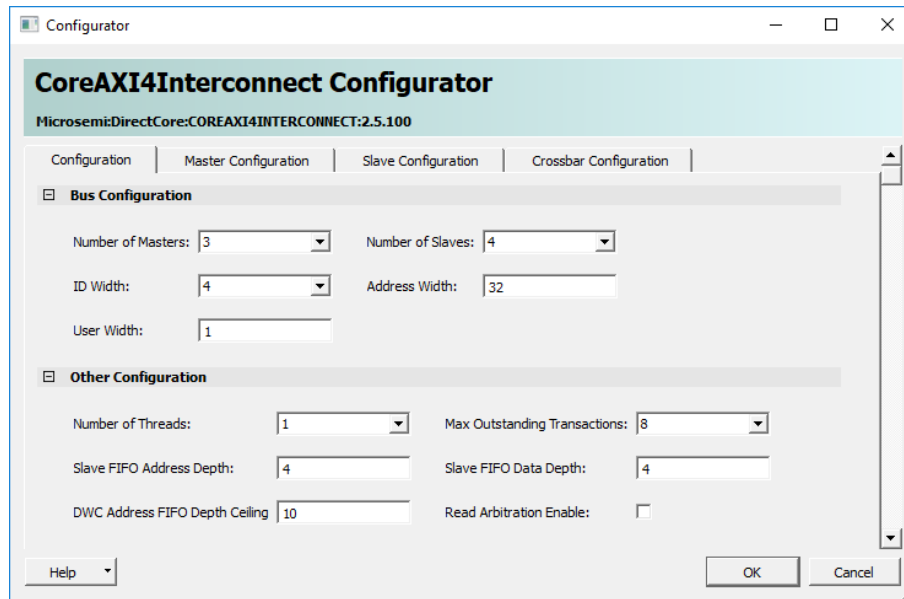 Configurator
CoreAXI4Interconnect Configurator
Microsemi:DirectCore:COREAXI4INTERCONNECT:2.5.100
Configuration Master Configuration Slave Configuration Crossbar Configuration
Bus Configuration
Number of Masters: 3 Number of Slaves: 4
ID Width: 4 Address Width: 32
User Width: 1
Other Configuration
Number of Threads: 1 Max Outstanding Transactions: 8
Slave FIFO Address Depth: 4 Slave FIFO Data Depth: 4
DWC Address FIFO Depth Ceiling 10 Read Arbitration Enable:
Help OK Cancel